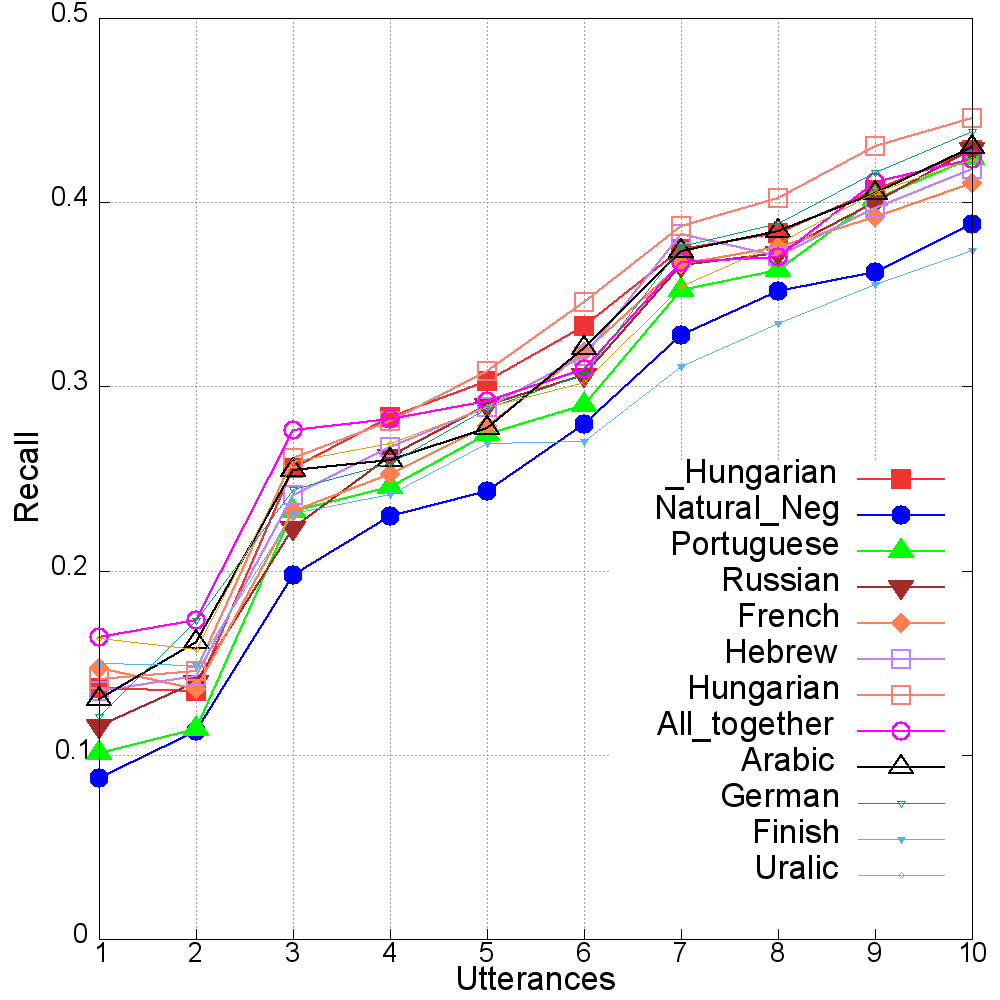 0.5
0.4
0.3
0.2
0.1
0
Recall
_Hungarian
Natural_Neg
Portuguese
Russian
French
Hebrew
Hungarian
All_together
Arabic
German
Finish
Uralic
1 2 3 4 5 6 7 8 9 10
Utterances